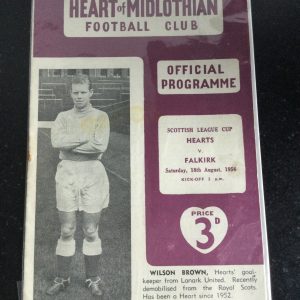 HEART of MIDLOTHIAN
FOOTBALL CLUB
OFFICIAL
PROGRAMME
SCOTTISH LEAGUE CUP
HEARTS
v
FALKIRK
Saturday, 18th August, 1956
KICK-OFF 3 p.m.
PRICE
3D
WILSON BROWN, Hearts' goal-
keeper from Lanark United. Recently
demobilised from the Royal Scots.
Has been a Heart since 1952.